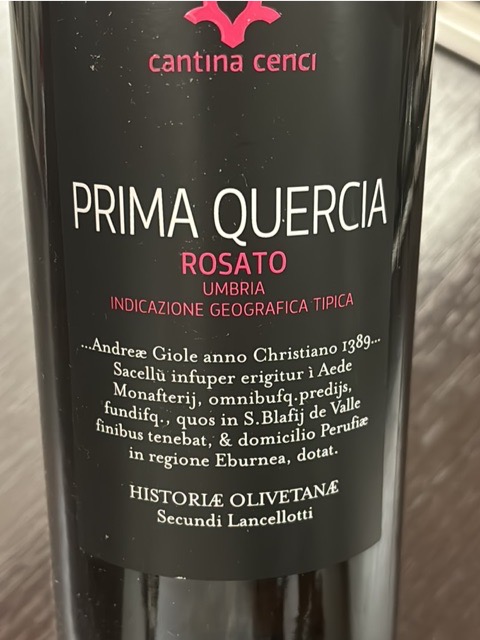 cantina cenci
PRIMA QUERCIA
ROSATO
UMBRIA
INDICAZIONE GEOGRAFICA TIPICA
...Andreæ Giole anno Christiano 1389...
Sacellũ infuper erigitur ì Aede
Monafterij, omnibufq.predijs,
fundifq., quos in S.Blafij de Valle
finibus tenebat, & domicilio Perufiæ
in regione Eburnea, dotat.
HISTORIÆ OLIVETANÆ
Secundi Lancellotti